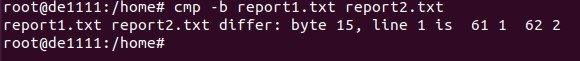 root@de1111:/home# cmp -b report1.txt report2.txt
report1.txt report2.txt differ: byte 15, line 1 is  61 1  62 2
root@de1111:/home#